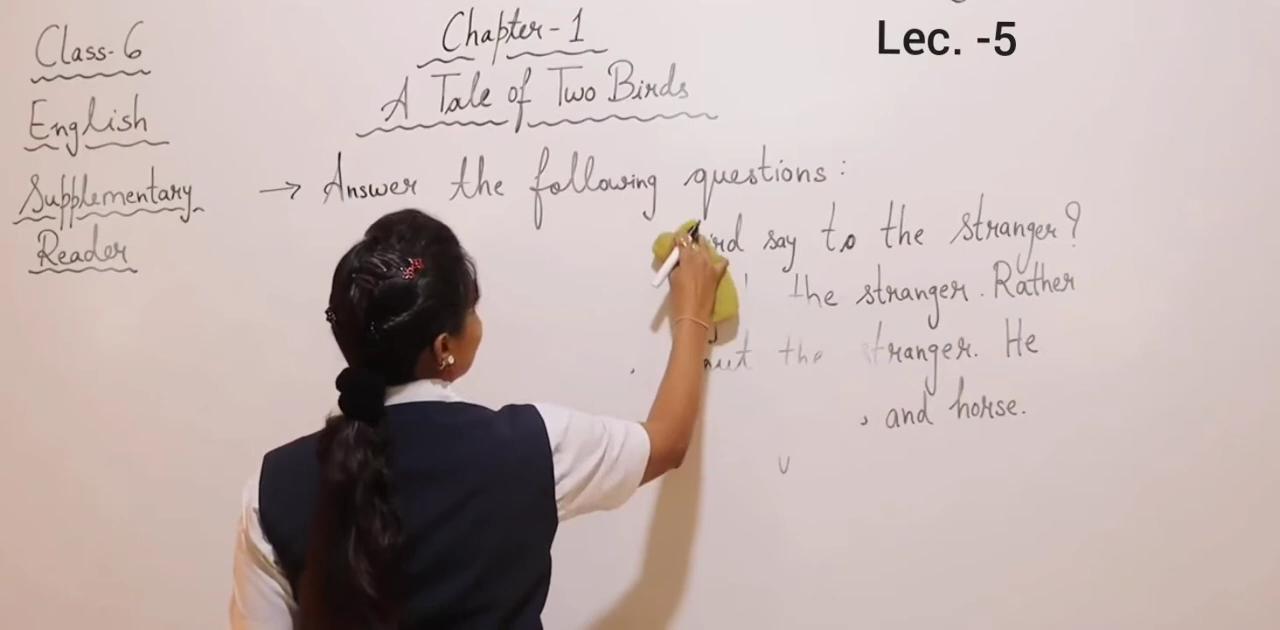 Lec. -5
Class-6
English
Supplementary
Reader
Chapter-1
A Tale of Two Birds
→ Answer the following questions:
say to the stranger?
the stranger. Rather
the stranger. He
, and horse.